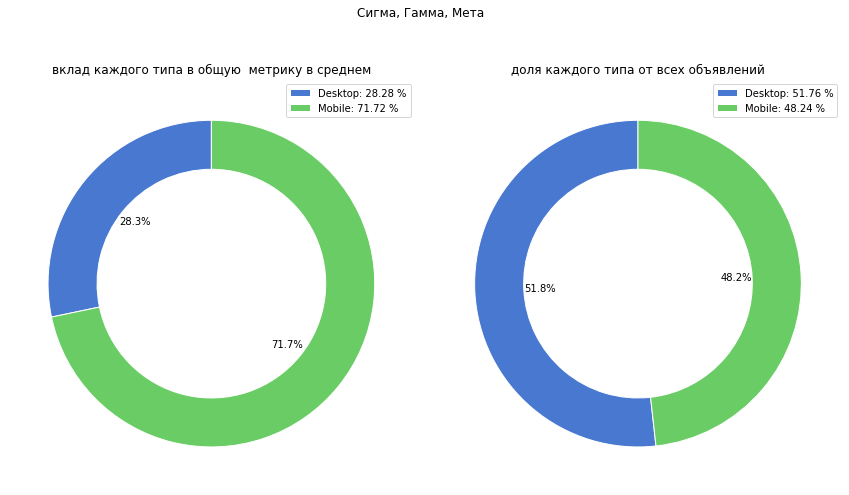 Сигма, Гамма, Мета
вклад каждого типа в общую  метрику в среднем
Desktop: 28.28 %
Mobile: 71.72 %
28.3%
71.7%
доля каждого типа от всех объявлений
Desktop: 51.76 %
Mobile: 48.24 %
51.8%
48.2%